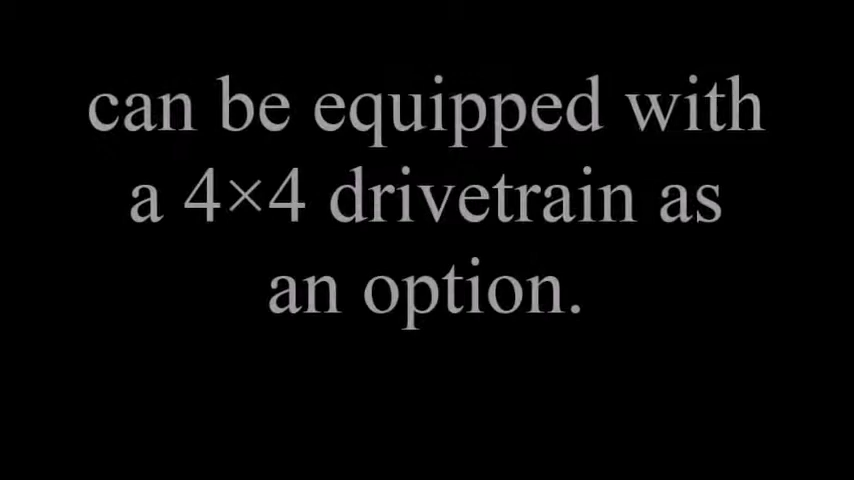 can be equipped with
a 4×4 drivetrain as
an option.